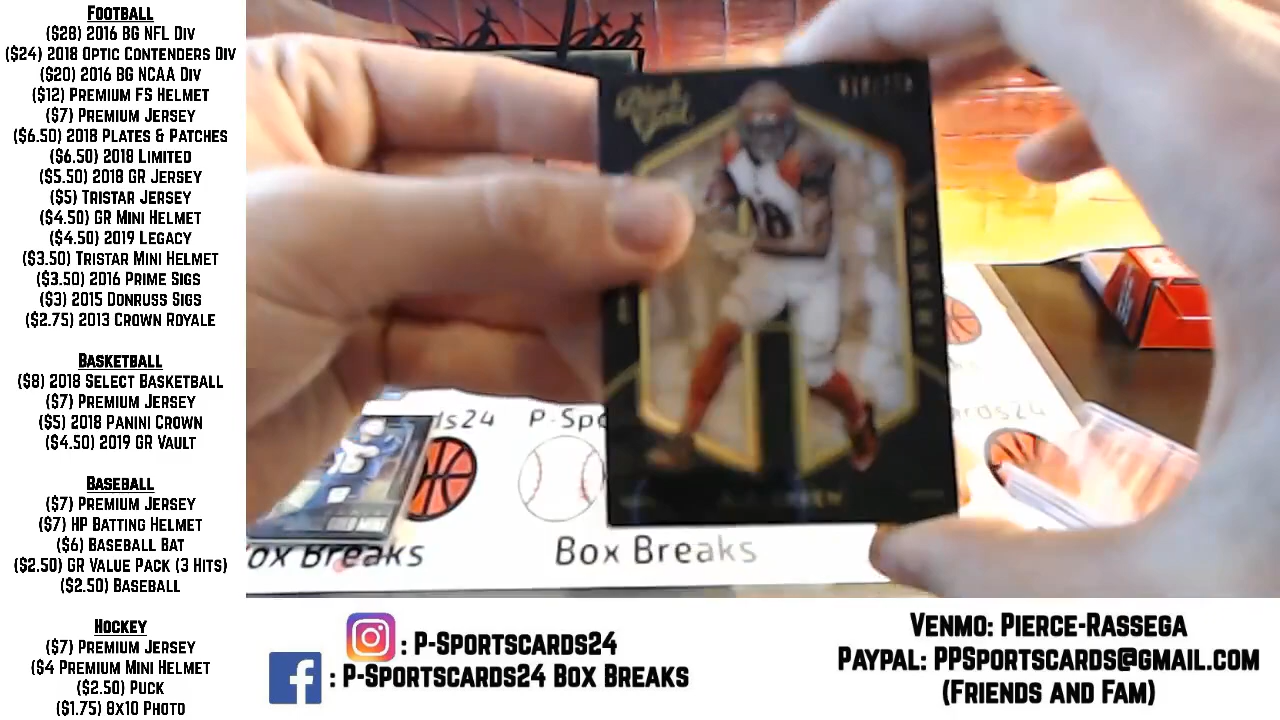 Football
($28) 2016 BG NFL Div
($24) 2018 Optic Contenders Div
($20) 2016 BG NCAA Div
($12) Premium FS Helmet
($7) Premium Jersey
($6.50) 2018 Plates & Patches
($6.50) 2018 Limited
($5.50) 2018 GR Jersey
($5) Tristar Jersey
($4.50) GR Mini Helmet
($4.50) 2019 Legacy
($3.50) Tristar Mini Helmet
($3.50) 2016 Prime Sigs
($3) 2015 Donruss Sigs
($2.75) 2013 Crown Royale
Basketball
($8) 2018 Select Basketball
($7) Premium Jersey
($5) 2018 Panini Crown
($4.50) 2019 GR Vault
Baseball
($7) Premium Jersey
($7) HP Batting Helmet
($6) Baseball Bat
($2.50) GR Value Pack (3 Hits)
($2.50) Baseball
Hockey
($7) Premium Jersey
($4 Premium Mini Helmet
($2.50) Puck
($1.75) 8x10 Photo
Black
Gold
18
ds24
P-Spo
ards24
ox Breaks
Box Breaks
: P-Sportscards24
: P-Sportscards24 Box Breaks
Venmo: Pierce-Rassega
Paypal: PPSportscards@gmail.com
(Friends and Fam)